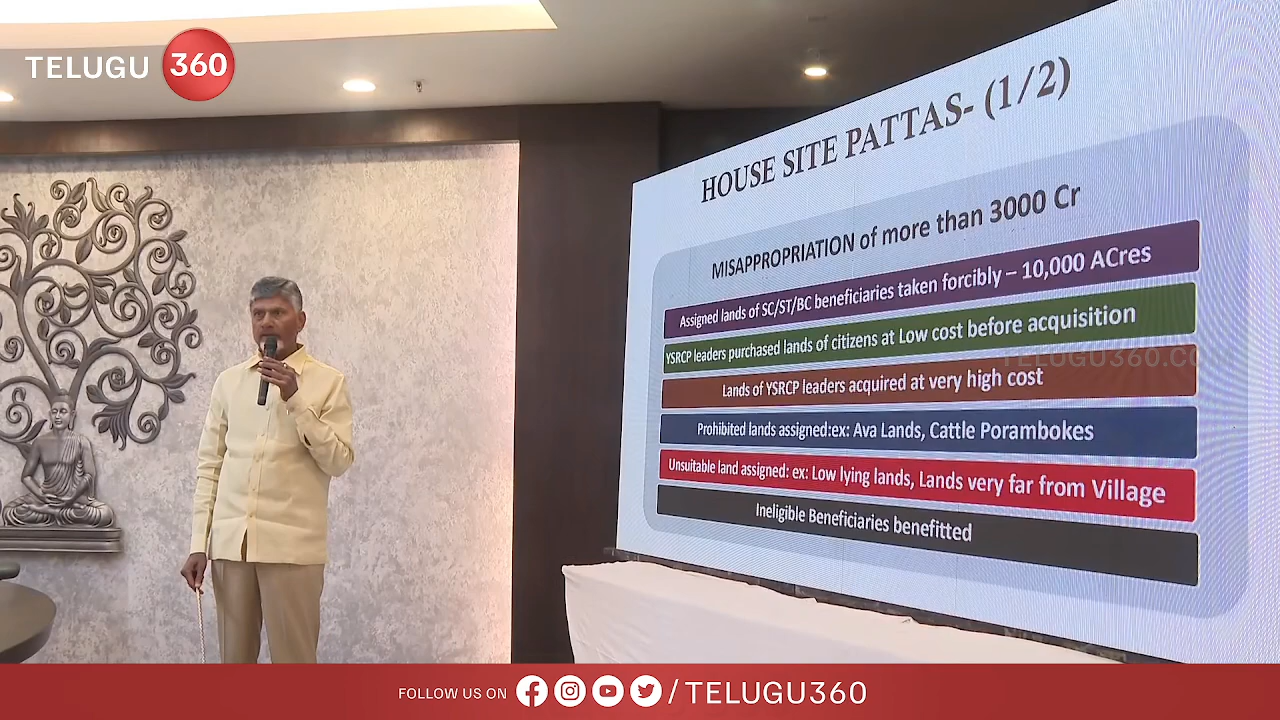 TELUGU 360
HOUSE SITE PATTAS- (1/2)
MISAPPROPRIATION of more than 3000 Cr
Assigned lands of SC/ST/BC beneficiaries taken forcibly – 10,000 ACres
YSRCP leaders purchased lands of citizens at Low cost before acquisition
TELUGU360.CO
Lands of YSRCP leaders acquired at very high cost
Prohibited lands assigned:ex: Ava Lands, Cattle Porambokes
Unsuitable land assigned: ex: Low lying lands, Lands very far from Village
Ineligible Beneficiaries benefitted
FOLLOW US ON /TELUGU360